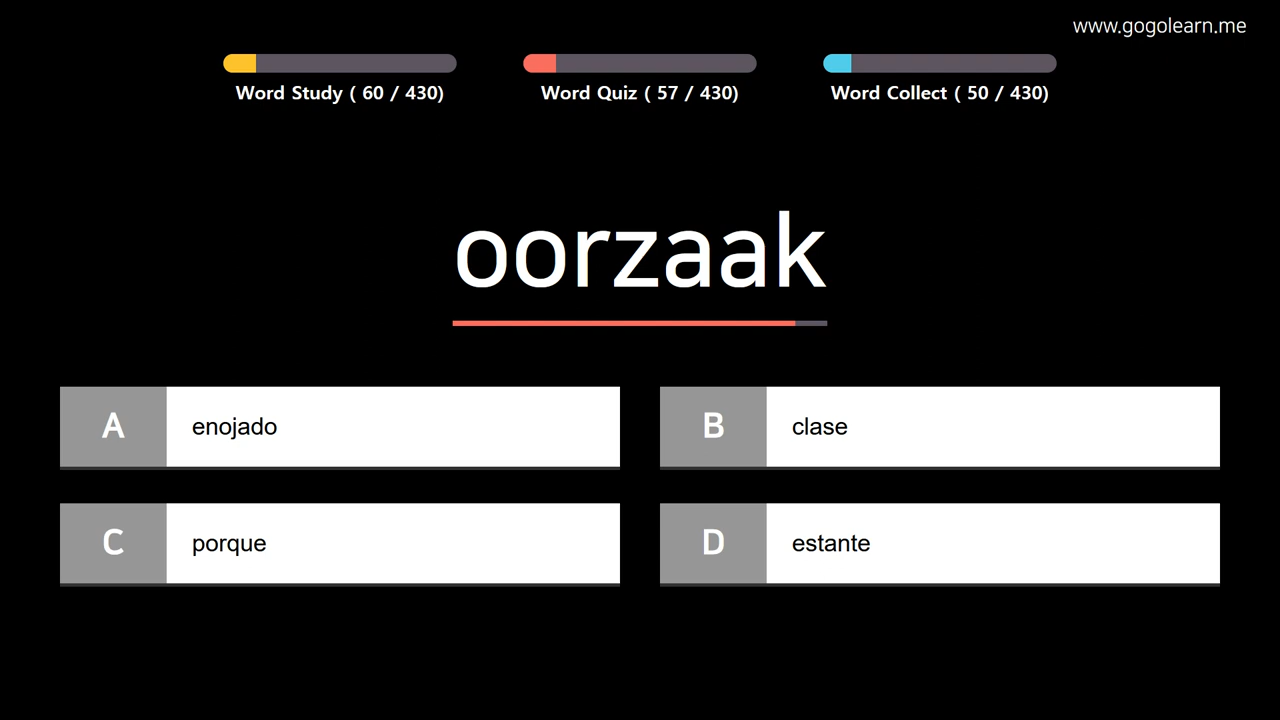 www.gogolearn.me
Word Study ( 60 / 430)
Word Quiz ( 57 / 430)
Word Collect ( 50 / 430)
oorzaak
A enojado
B clase
C porque
D estante